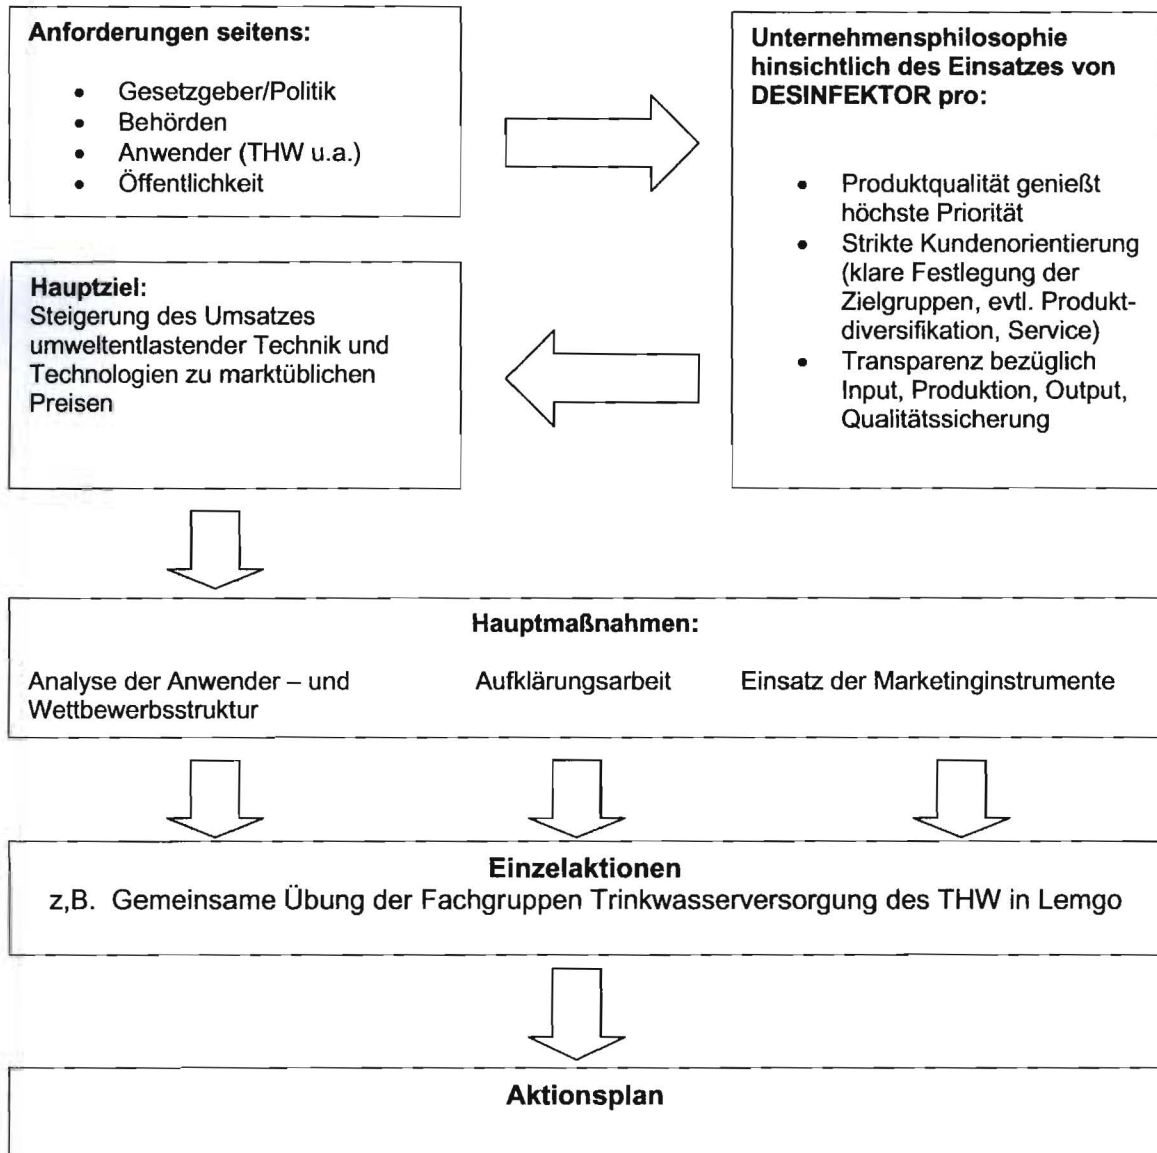 Anforderungen seitens:
• Gesetzgeber/Politik
• Behörden
• Anwender (THW u.a.)
• Öffentlichkeit
Unternehmensphilosophie
hinsichtlich des Einsatzes von
DESINFEKTOR pro:
• Produktqualität genießt
höchste Priorität
• Strikte Kundenorientierung
(klare Festlegung der
Zielgruppen, evtl. Produkt-
diversifikation, Service)
• Transparenz bezüglich
Input, Produktion, Output,
Qualitätssicherung
Hauptziel:
Steigerung des Umsatzes
umweltentlastender Technik und
Technologien zu marktüblichen
Preisen
Hauptmaßnahmen:
Analyse der Anwender – und
Wettbewerbsstruktur
Aufklärungsarbeit
Einsatz der Marketinginstrumente
Einzelaktionen
z,B. Gemeinsame Übung der Fachgruppen Trinkwasserversorgung des THW in Lemgo
Aktionsplan